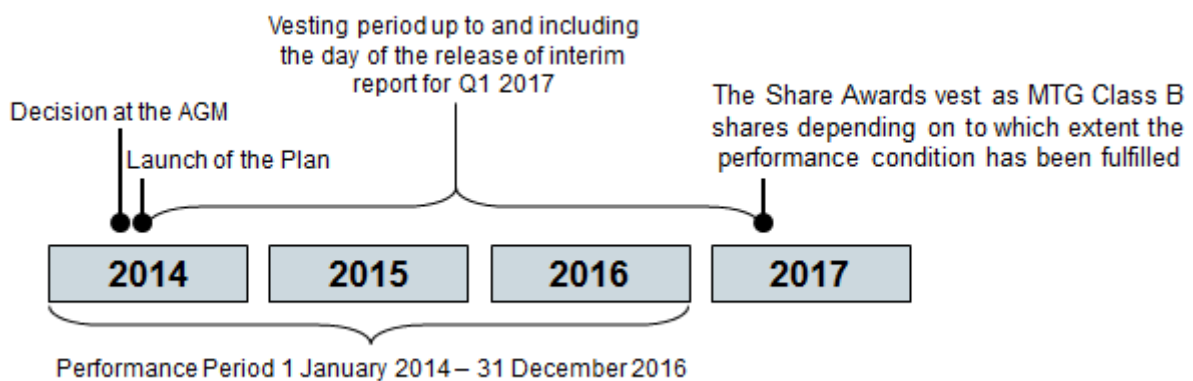 Vesting period up to and including
the day of the release of interim
report for Q1 2017
Decision at the AGM
Launch of the Plan
The Share Awards vest as MTG Class B
shares depending on to which extent the
performance condition has been fulfilled
2014
2015
2016
2017
Performance Period 1 January 2014 – 31 December 2016